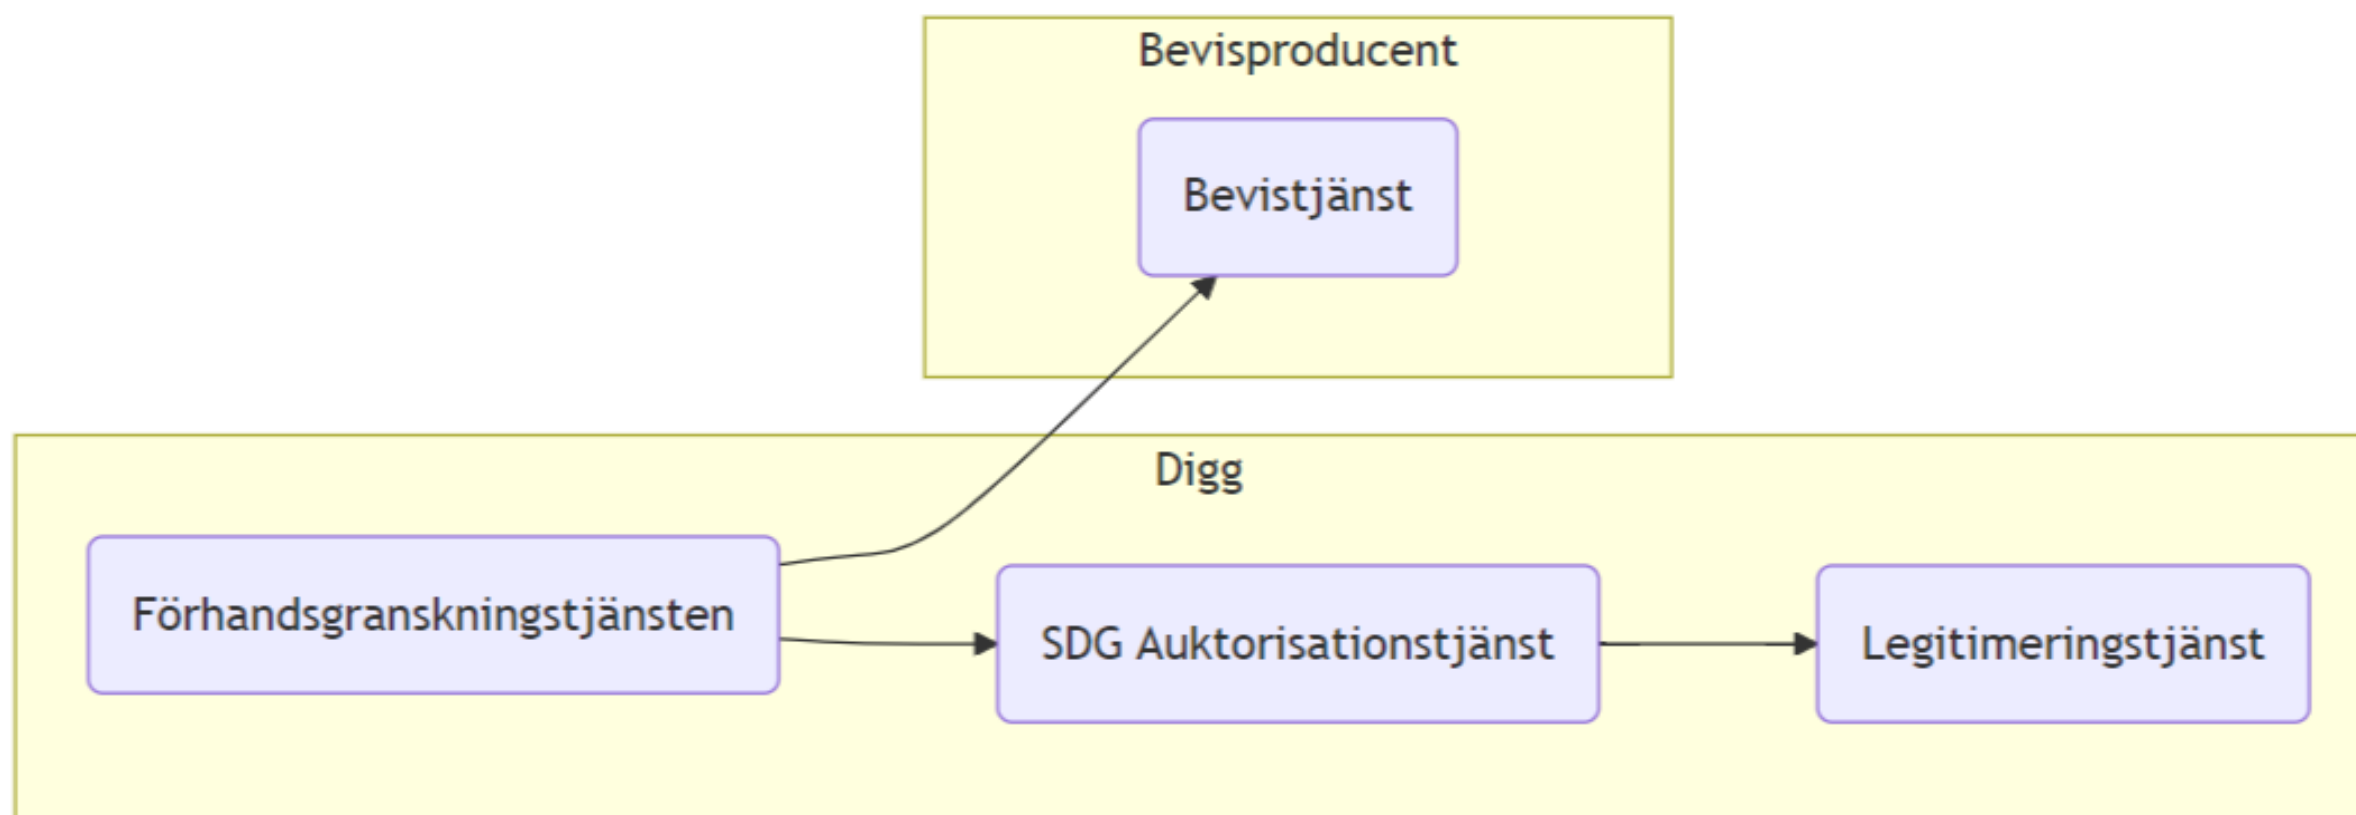 Bevisproducent
Bevistjänst
Digg
Förhandsgranskningstjänsten
SDG Auktorisationstjänst
Legitimeringstjänst